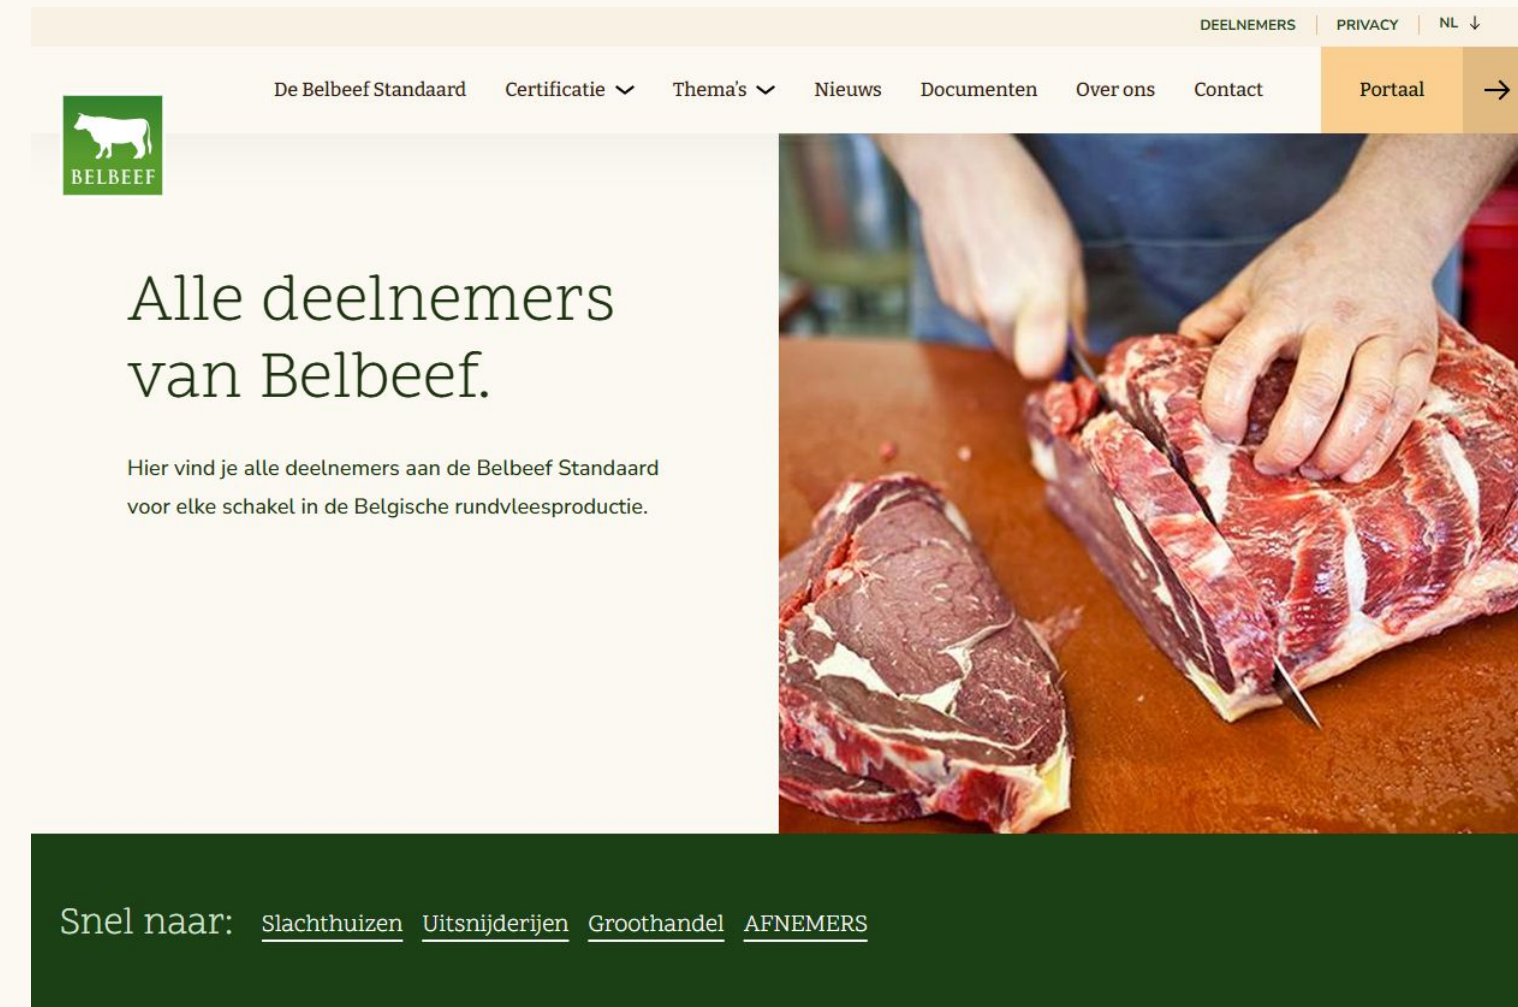 DEELNEMERS PRIVACY NL
De Belbeef Standaard Certificatie Thema's Nieuws Documenten Over ons Contact Portaal
BELBEEF
Alle deelnemers
van Belbeef.
Hier vind je alle deelnemers aan de Belbeef Standaard
voor elke schakel in de Belgische rundvleesproductie.
Snel naar: Slachthuizen Uitsnijderijen Groothandel AFNEMERS